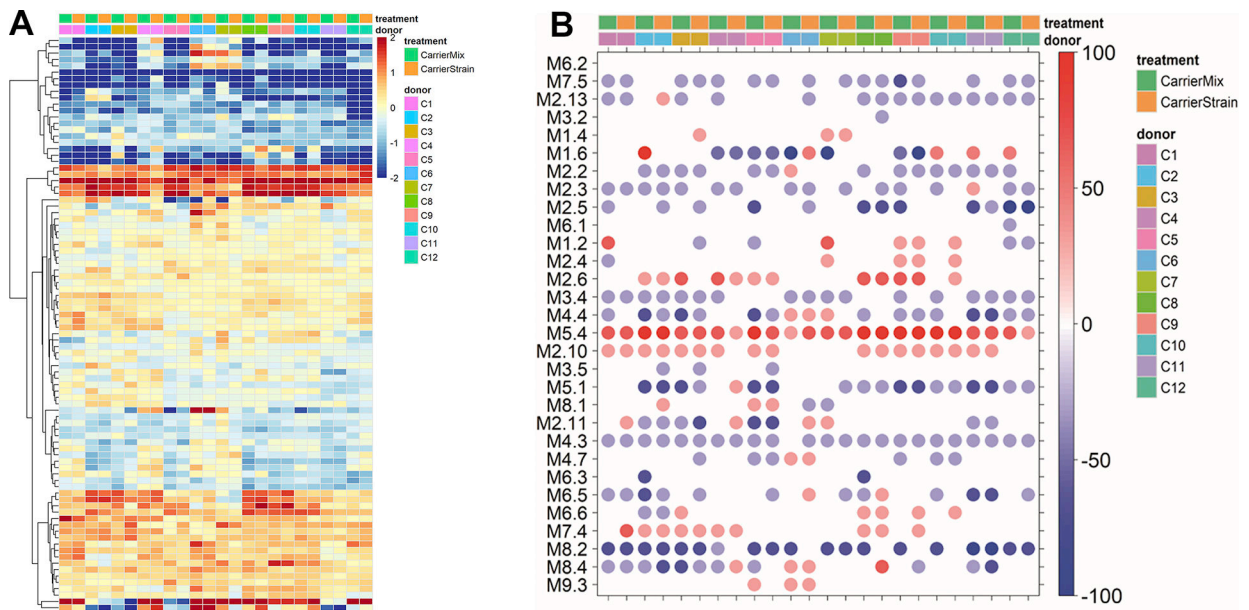 A
treatment
donor
2
1
0
-1
-2
treatment
CarrierMix
CarrierStrain
donor
C1
C2
C3
C4
C5
C6
C7
C8
C9
C10
C11
C12
B
treatment
donor
M6.2
M7.5
M2.13
M3.2
M1.4
M1.6
M2.2
M2.3
M2.5
M6.1
M1.2
M2.4
M2.6
M3.4
M4.4
M5.4
M2.10
M3.5
M5.1
M8.1
M2.11
M4.3
M4.7
M6.3
M6.5
M6.6
M7.4
M8.2
M8.4
M9.3
100
50
0
-50
-100
treatment
CarrierMix
CarrierStrain
donor
C1
C2
C3
C4
C5
C6
C7
C8
C9
C10
C11
C12